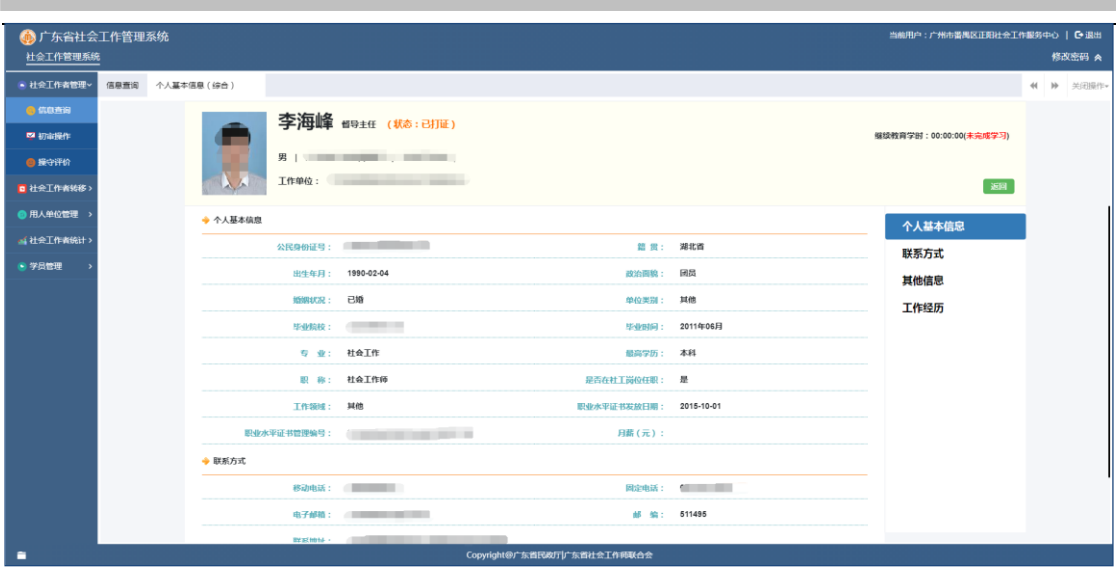 广东省社会工作管理系统
当前用户：广州市番禺区正阳社会工作服务中心 | 退出
社会工作管理系统
修改密码
社会工作者管理
信息查询 个人基本信息（综合）
关闭操作
信息查询
初审操作
操守评价
社会工作者转移
用人单位管理
社会工作者统计
学员管理
李海峰 督导主任 （状态：已打证）
继续教育学时：00:00:00(未完成学习)
男 |
工作单位：
返回
个人基本信息
公民身份证号：
籍 贯： 湖北省
出生年月： 1990-02-04
政治面貌： 团员
婚姻状况： 已婚
单位类别： 其他
毕业院校：
毕业时间： 2011年06月
专 业： 社会工作
最高学历： 本科
职 称： 社会工作师
是否在社工岗位任职： 是
工作领域： 其他
职业水平证书发放日期： 2015-10-01
职业水平证书管理编号：
月薪（元）：
联系方式
移动电话：
固定电话：
电子邮箱：
邮 编： 511495
联系地址：
个人基本信息
联系方式
其他信息
工作经历
Copyright@广东省民政厅|广东省社会工作师联合会